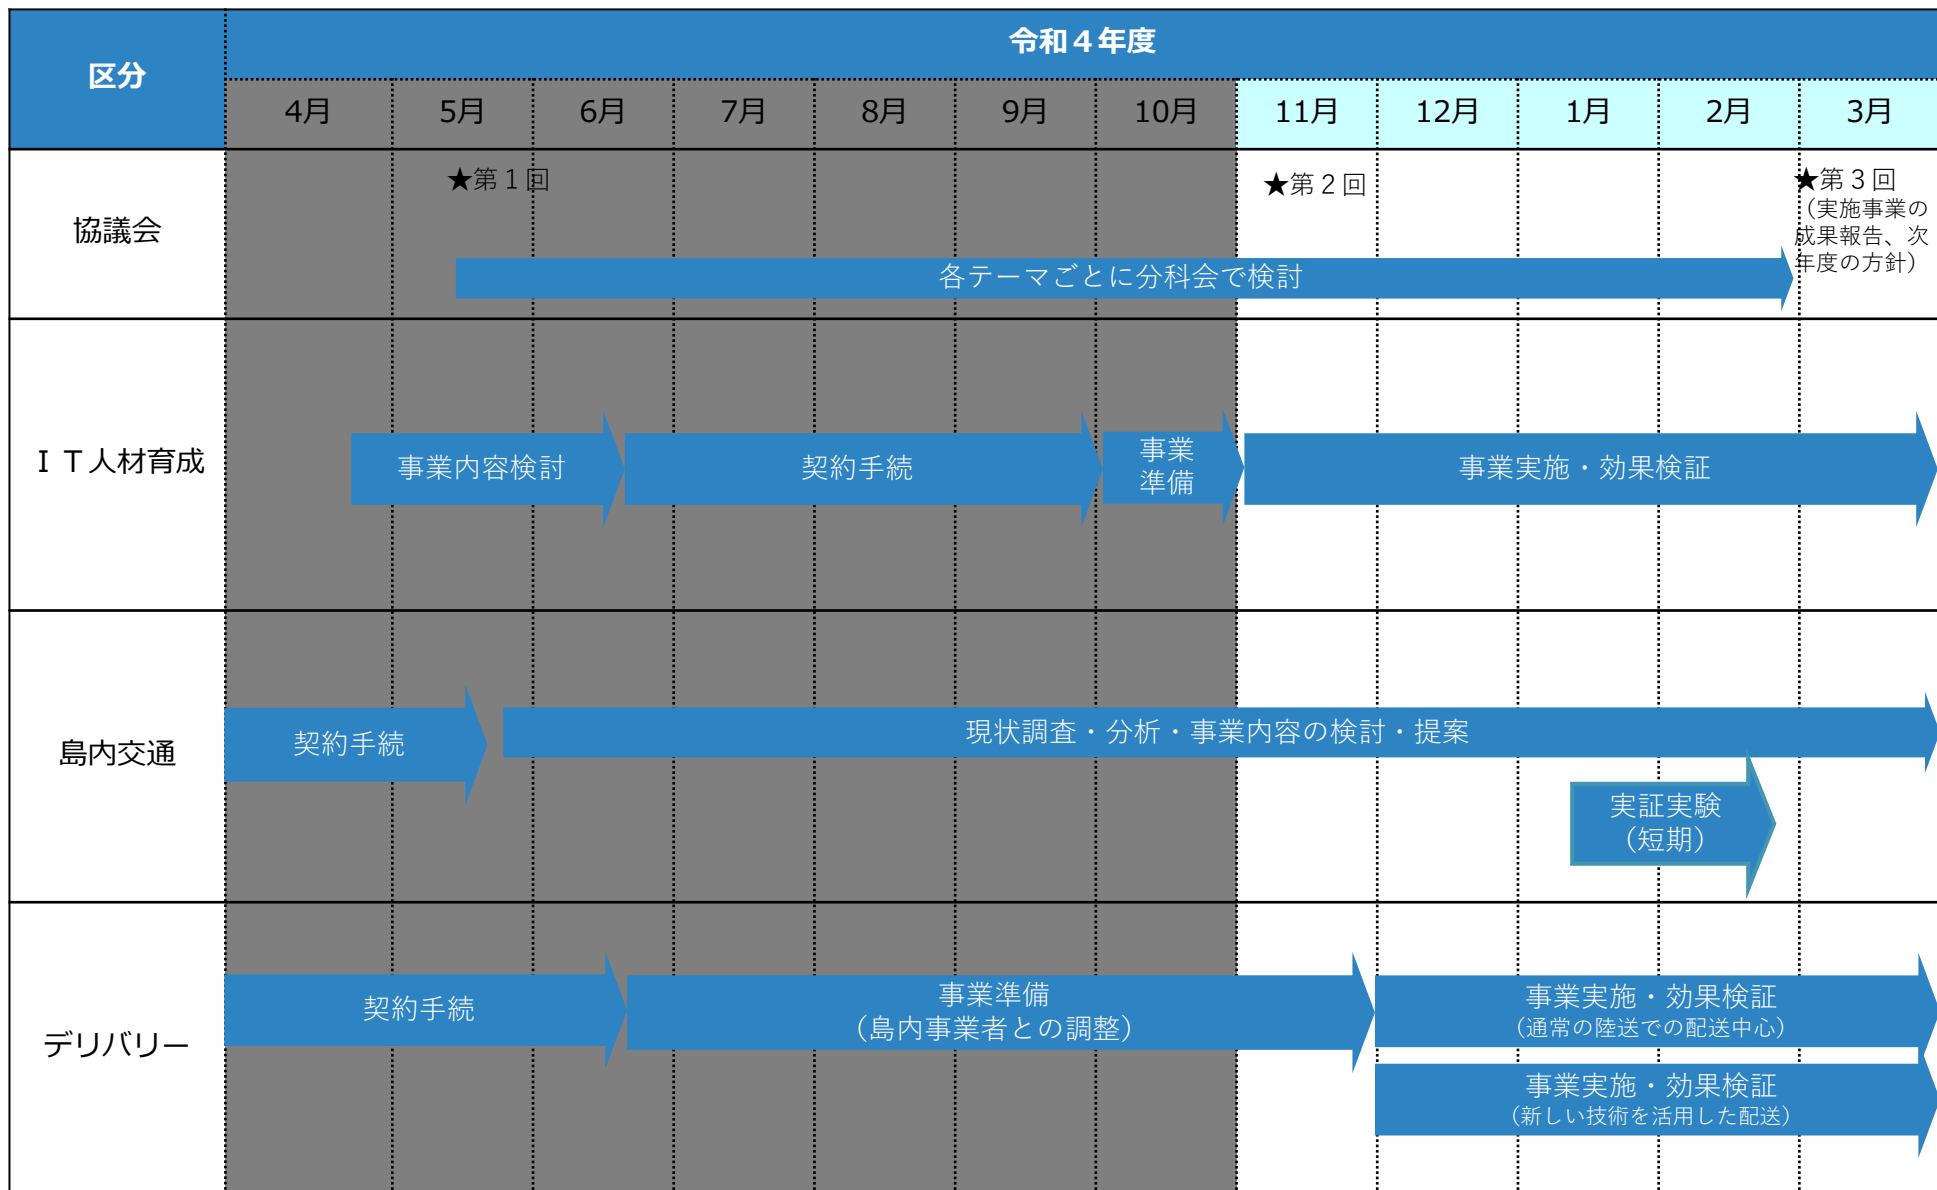 区分
令和４年度
4月
5月
6月
7月
8月
9月
10月
11月
12月
1月
2月
3月
協議会
★第１回
★第２回
★第３回
（実施事業の
成果報告、次
年度の方針）
各テーマごとに分科会で検討
ＩＴ人材育成
事業内容検討
契約手続
事業
準備
事業実施・効果検証
島内交通
契約手続
現状調査・分析・事業内容の検討・提案
実証実験
（短期）
デリバリー
契約手続
事業準備
（島内事業者との調整）
事業実施・効果検証
（通常の陸送での配送中心）
事業実施・効果検証
（新しい技術を活用した配送）